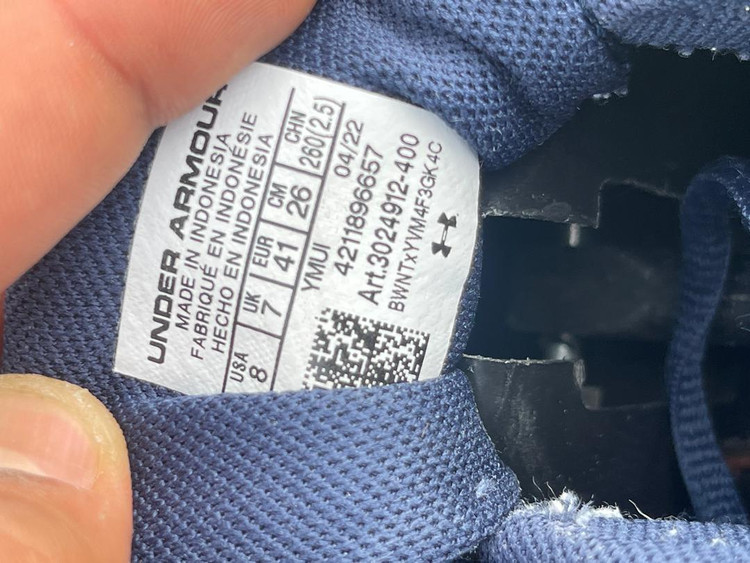 UNDER ARMOUR
MADE IN INDONESIA
FABRIQUÉ EN INDONÉSIE
HECHO EN INDONESIA
USA UK EUR CM CHN
8 7 41 26 260(2.5)
YMUI 04/22
4211896657
Art.3024912-400
BWNTXYVM4F3GK4C